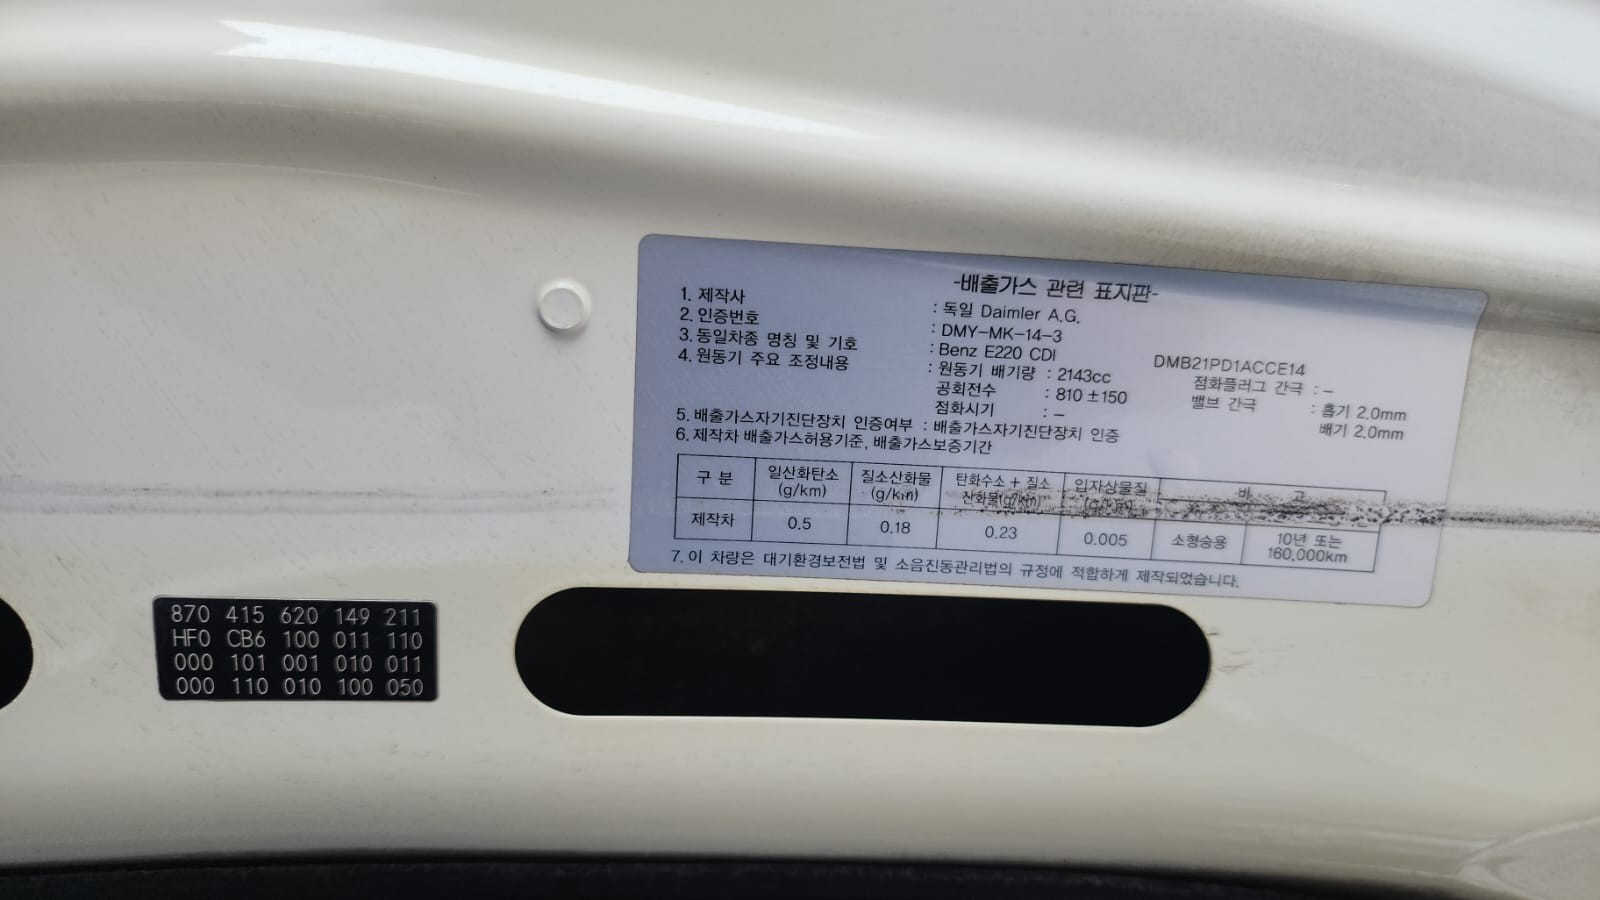 -배출가스 관련 표지판-
1. 제작사 : 독일 Daimler A.G.
2. 인증번호 : DMY-MK-14-3
3. 동일차종 명칭 및 기호 : Benz E220 CDI DMB21PD1ACCE14
4. 원동기 주요 조정내용 : 원동기 배기량 : 2143cc 점화플러그 간극 : -
공회전수 : 810 ±150 밸브 간극 : 흡기 2.0mm
점화시기 : - 배기 2.0mm
5. 배출가스자기진단장치 인증여부 : 배출가스자기진단장치 인증
6. 제작차 배출가스허용기준, 배출가스보증기간
구 분 일산화탄소 (g/km) 질소산화물 (g/km) 탄화수소 + 질소산화물(g/km) 입자상물질 (g/km) 비 고
제작차 0.5 0.18 0.23 0.005 소형승용 10년 또는 160,000km
7. 이 차량은 대기환경보전법 및 소음진동관리법의 규정에 적합하게 제작되었습니다.
870 415 620 149 211
HF0 CB6 100 011 110
000 101 001 010 011
000 110 010 100 050